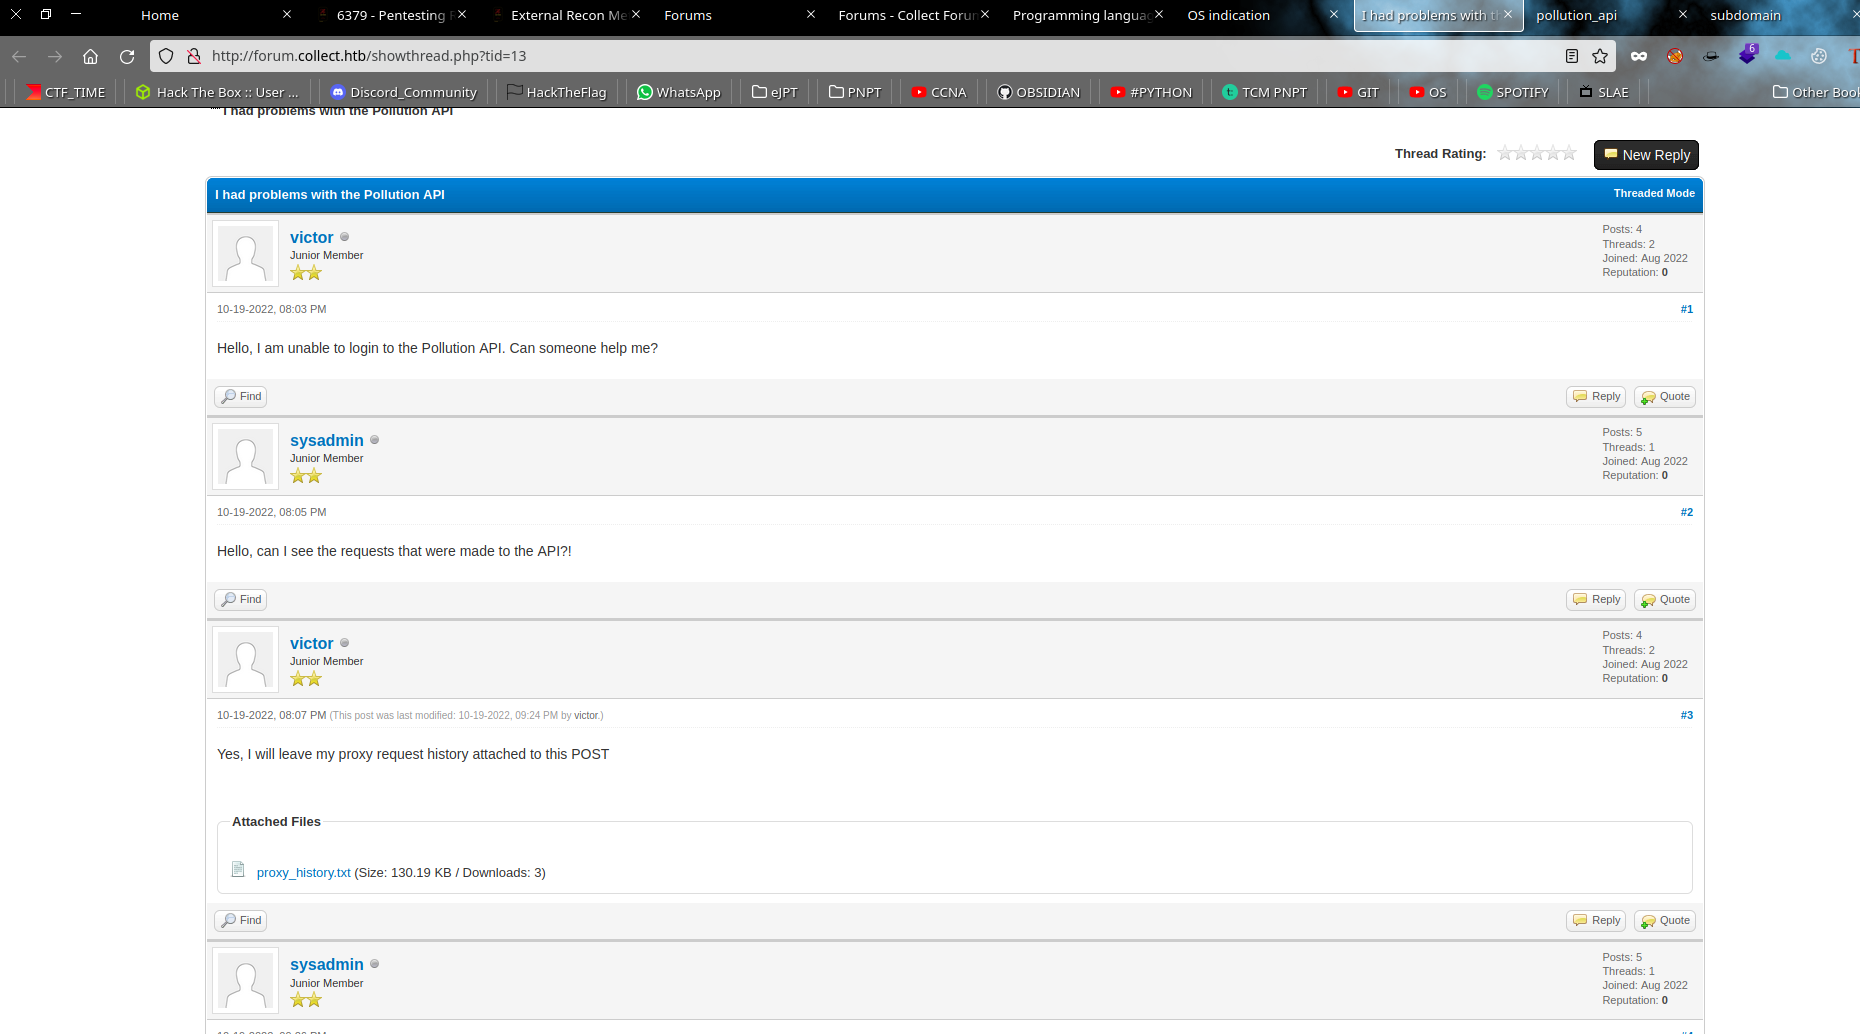 Home
6379 - Pentesting
External Recon Me
Forums
Forums - Collect Forum
Programming languag
OS indication
I had problems with th
pollution_api
subdomain
http://forum.collect.htb/showthread.php?tid=13
6
CTF_TIME
Hack The Box :: User ...
Discord_Community
HackTheFlag
WhatsApp
eJPT
PNPT
CCNA
OBSIDIAN
#PYTHON
TCM PNPT
GIT
OS
SPOTIFY
SLAE
Other Book
I had problems with the Pollution API
Thread Rating:
New Reply
I had problems with the Pollution API
Threaded Mode
victor
Junior Member
Posts: 4
Threads: 2
Joined: Aug 2022
Reputation: 0
10-19-2022, 08:03 PM
#1
Hello, I am unable to login to the Pollution API. Can someone help me?
Find
Reply
Quote
sysadmin
Junior Member
Posts: 5
Threads: 1
Joined: Aug 2022
Reputation: 0
10-19-2022, 08:05 PM
#2
Hello, can I see the requests that were made to the API?!
Find
Reply
Quote
victor
Junior Member
Posts: 4
Threads: 2
Joined: Aug 2022
Reputation: 0
10-19-2022, 08:07 PM (This post was last modified: 10-19-2022, 09:24 PM by victor.)
#3
Yes, I will leave my proxy request history attached to this POST
Attached Files
proxy_history.txt (Size: 130.19 KB / Downloads: 3)
Find
Reply
Quote
sysadmin
Junior Member
Posts: 5
Threads: 1
Joined: Aug 2022
Reputation: 0